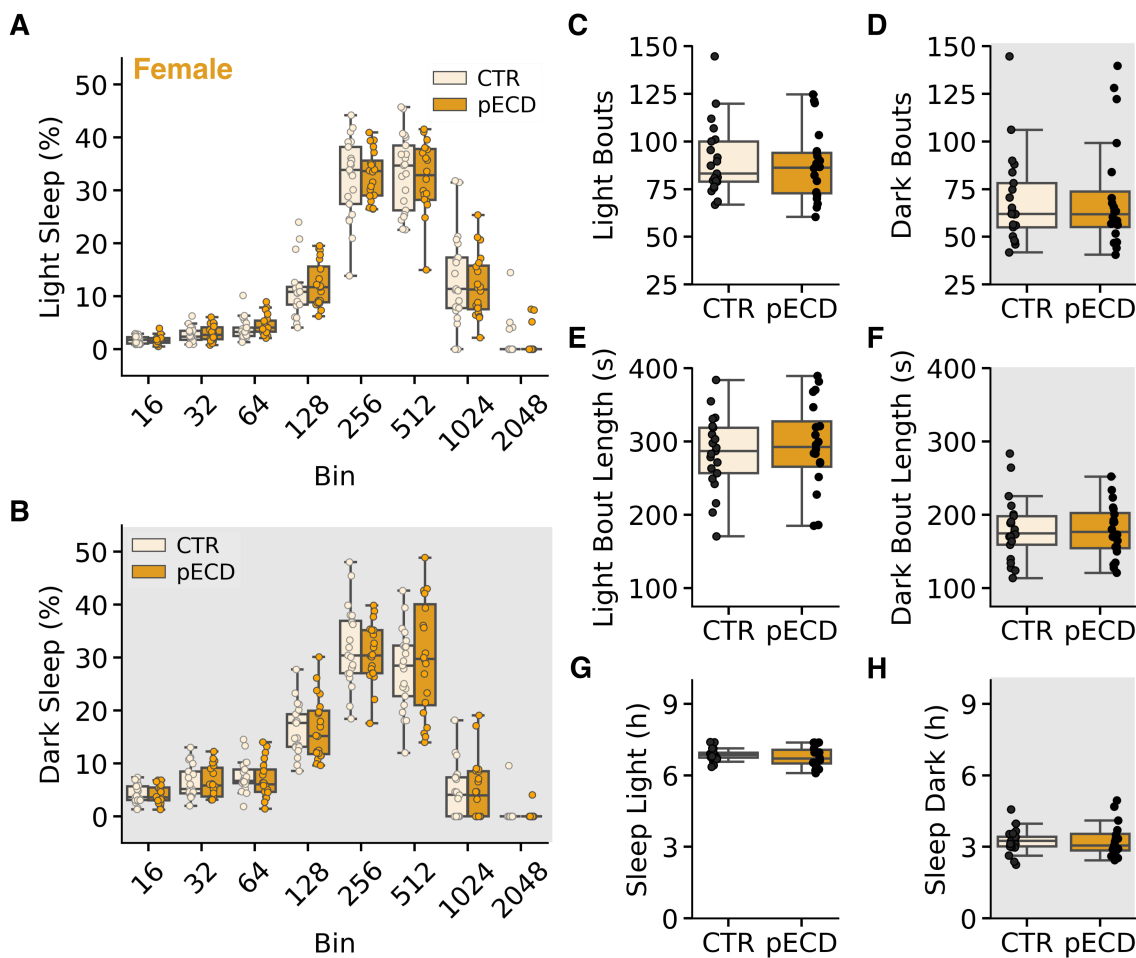 A
Female
CTR
pECD
Light Sleep (%)
50
40
30
20
10
0
16
32
64
128
256
512
1024
2048
Bin
B
CTR
pECD
Dark Sleep (%)
50
40
30
20
10
0
16
32
64
128
256
512
1024
2048
Bin
C
Light Bouts
150
125
100
75
50
25
CTR pECD
D
Dark Bouts
150
125
100
75
50
25
CTR pECD
E
Light Bout Length (s)
400
300
200
100
CTR pECD
F
Dark Bout Length (s)
400
300
200
100
CTR pECD
G
Sleep Light (h)
9
6
3
0
CTR pECD
H
Sleep Dark (h)
9
6
3
0
CTR pECD